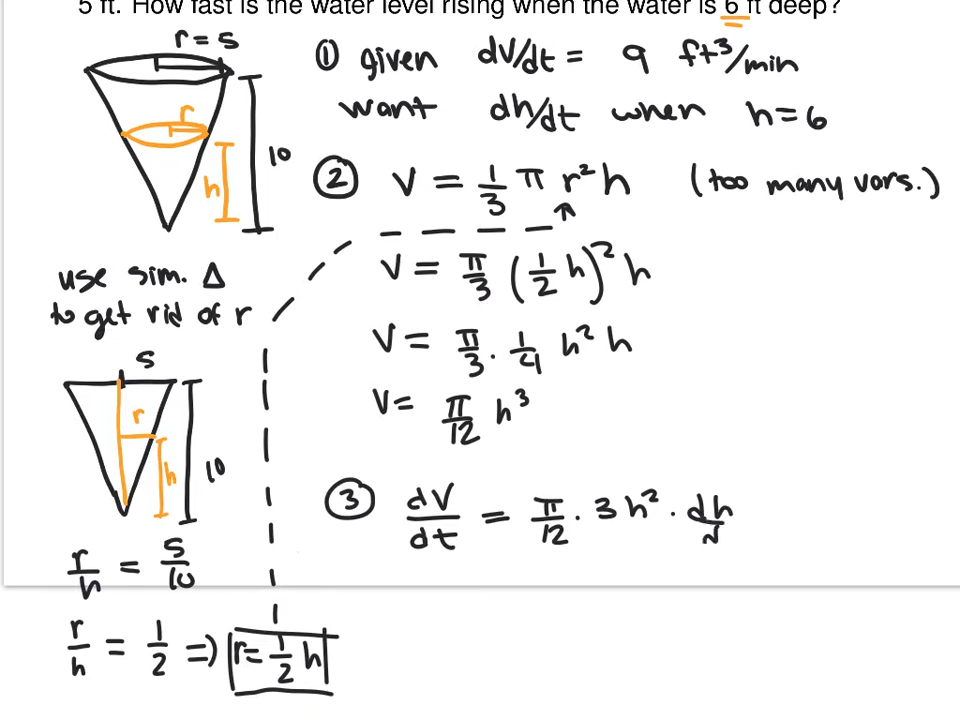 5 ft. How fast is the water level rising when the water is 6 ft deep?
r = 5
r
h
10
① given dV/dt = 9 ft³/min
want dh/dt when h=6
② V = 1/3 π r²h (too many vars.)
V = π/3 (1/2 h)² h
V = π/3 · 1/4 h² h
V = π/12 h³
③ dV/dt = π/12 · 3h² · dh
use sim. Δ
to get rid of r
5
r
h
10
r/h = 5/10
r/h = 1/2 => r = 1/2 h